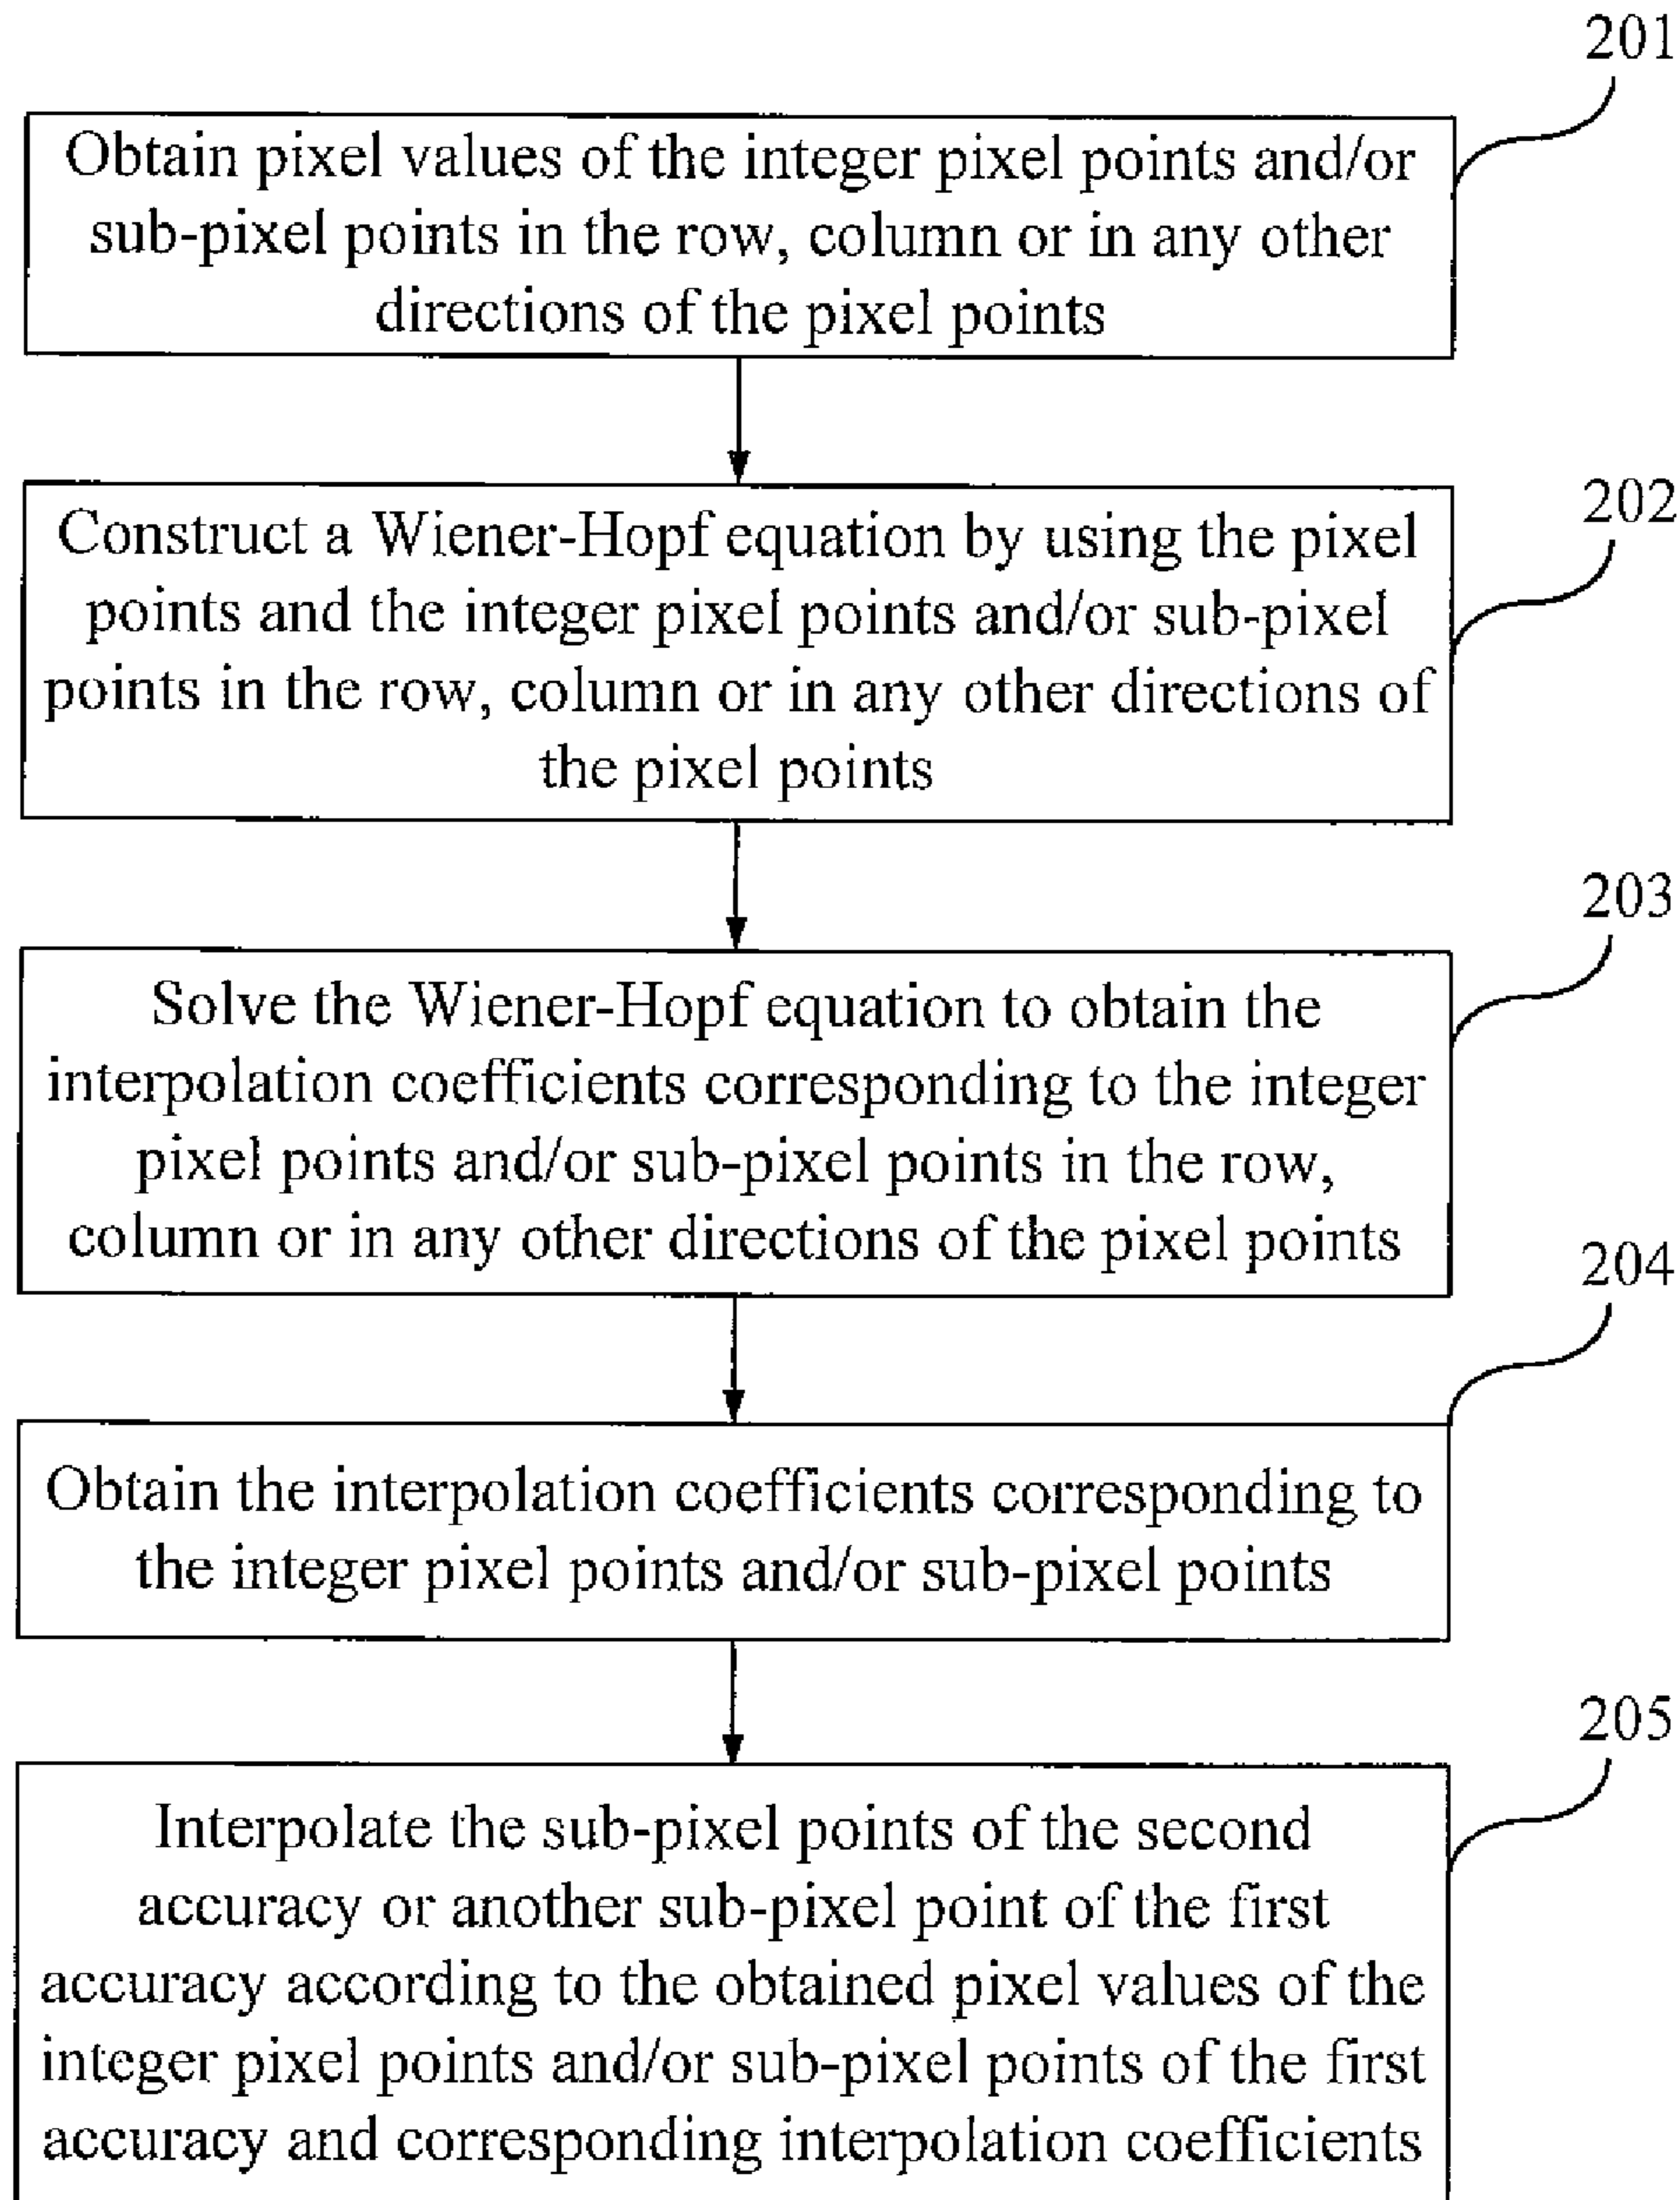 201
Obtain pixel values of the integer pixel points and/or
sub-pixel points in the row, column or in any other
directions of the pixel points
202
Construct a Wiener-Hopf equation by using the pixel
points and the integer pixel points and/or sub-pixel
points in the row, column or in any other directions of
the pixel points
203
Solve the Wiener-Hopf equation to obtain the
interpolation coefficients corresponding to the integer
pixel points and/or sub-pixel points in the row,
column or in any other directions of the pixel points
204
Obtain the interpolation coefficients corresponding to
the integer pixel points and/or sub-pixel points
205
Interpolate the sub-pixel points of the second
accuracy or another sub-pixel point of the first
accuracy according to the obtained pixel values of the
integer pixel points and/or sub-pixel points of the first
accuracy and corresponding interpolation coefficients